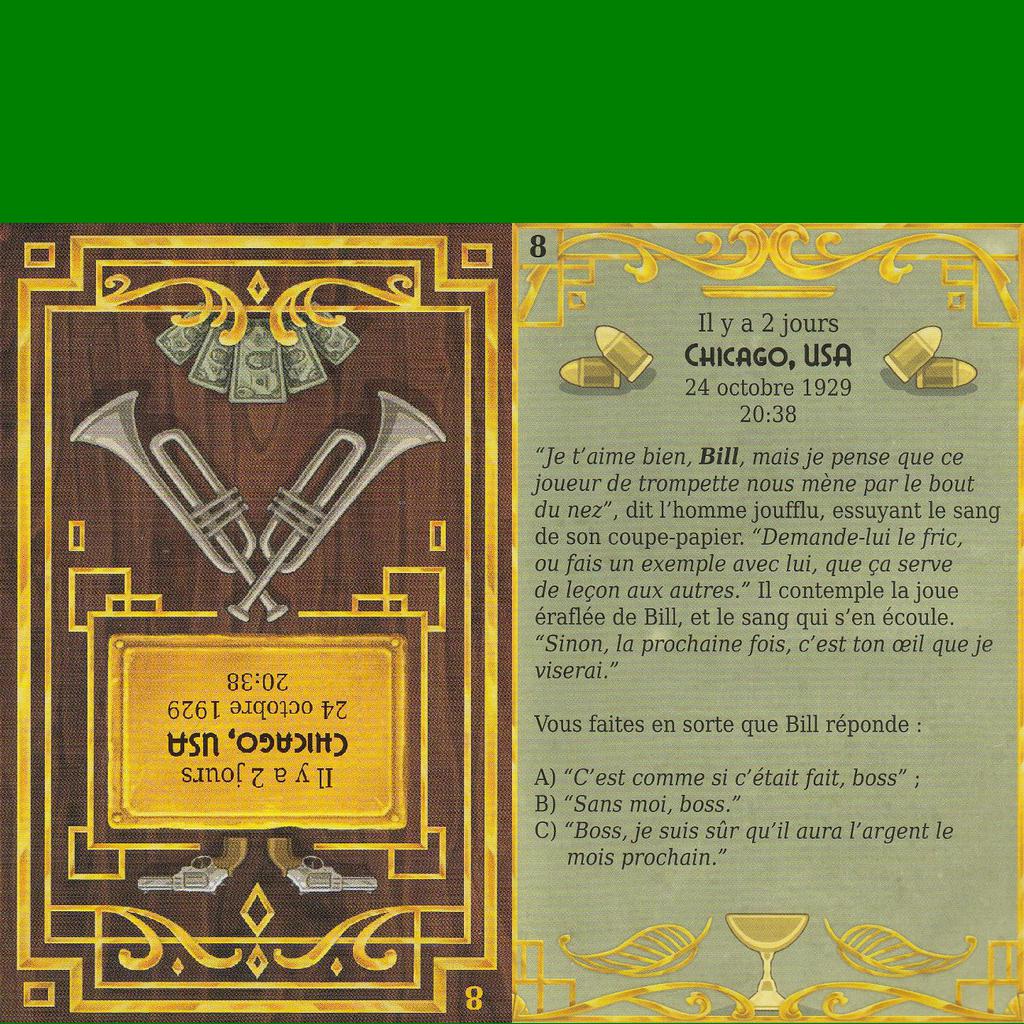 Il y a 2 jours
CHICAGO, USA
24 octobre 1929
20:38
8
8
Il y a 2 jours
CHICAGO, USA
24 octobre 1929
20:38
“Je t’aime bien, Bill, mais je pense que ce
joueur de trompette nous mène par le bout
du nez”, dit l’homme joufflu, essuyant le sang
de son coupe-papier. “Demande-lui le fric,
ou fais un exemple avec lui, que ça serve
de leçon aux autres.” Il contemple la joue
éraflée de Bill, et le sang qui s’en écoule.
“Sinon, la prochaine fois, c’est ton œil que je
viserai.”
Vous faites en sorte que Bill réponde :
A) “C’est comme si c’était fait, boss” ;
B) “Sans moi, boss.”
C) “Boss, je suis sûr qu’il aura l’argent le
mois prochain.”